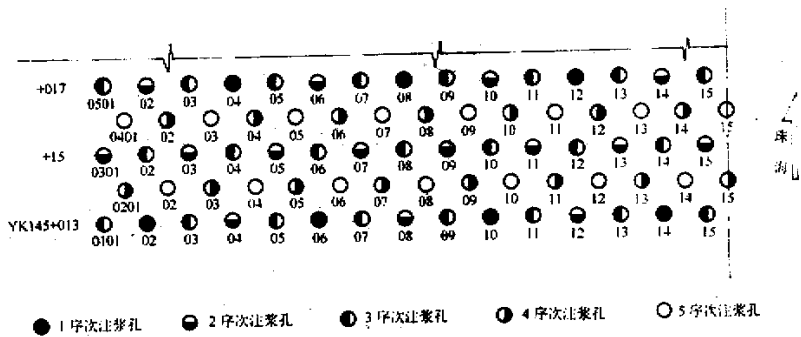 +017
0501 02 03 04 05 06 07 08 09 10 11 12 13 14 15
0401 02 03 04 05 06 07 08 09 10 11 12 13 14 15
+15
0301 02 03 04 05 06 07 08 09 10 11 12 13 14 15
0201 02 03 04 05 06 07 08 09 10 11 12 13 14 15
YK145+013
0101 02 03 04 05 06 07 08 09 10 11 12 13 14 15
珠
海
1序次注浆孔 2序次注浆孔 3序次注浆孔 4序次注浆孔 5序次注浆孔